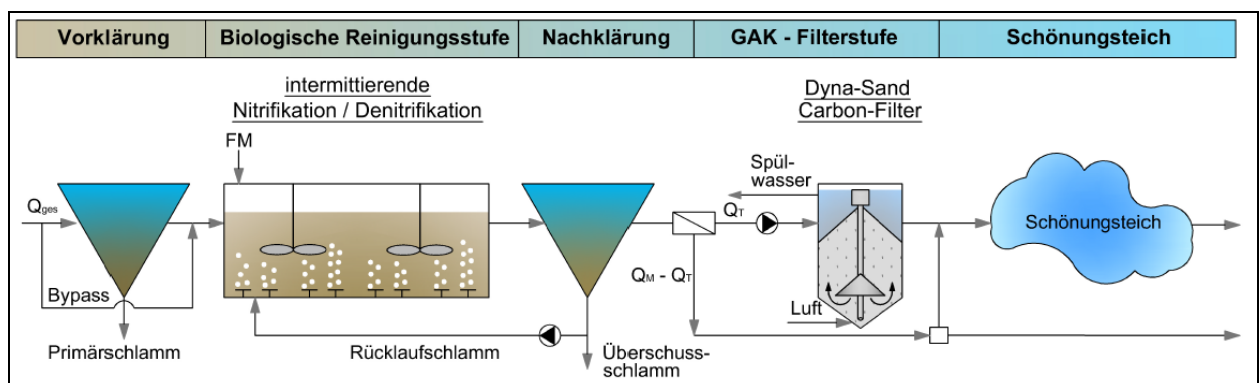 Vorklärung
Biologische Reinigungsstufe
Nachklärung
GAK - Filterstufe
Schönungsteich
intermittierende
Nitrifikation / Denitrifikation
Dyna-Sand
Carbon-Filter
FM
Spül-
wasser
Qges
QT
Schönungsteich
QM - QT
Bypass
Luft
Primärschlamm
Rücklaufschlamm
Überschuss-
schlamm